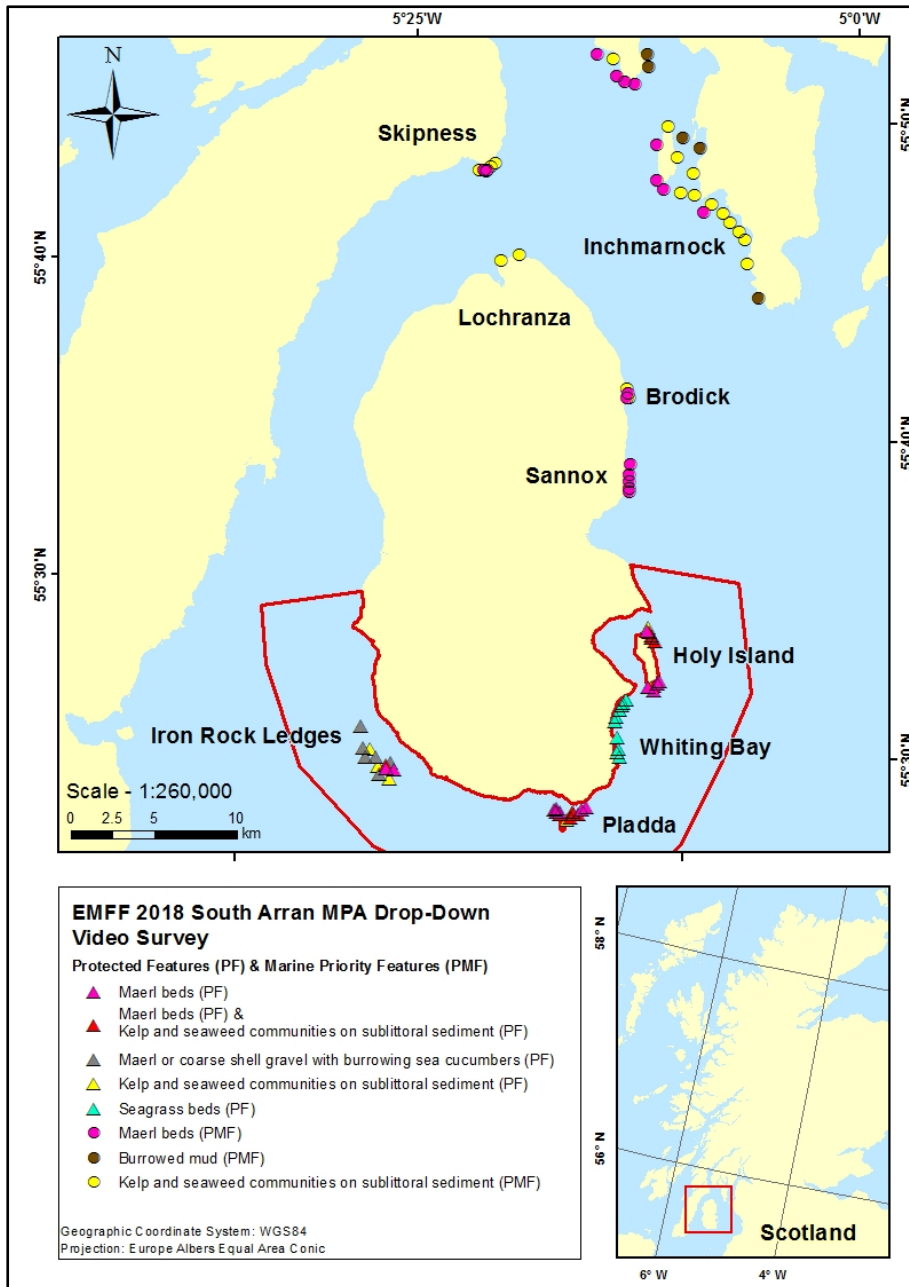 5°25'W
5°0'W
N
Skipness
55°50'N
Inchmarnock
55°40'N
Lochranza
Brodick
55°40'N
Sannox
55°30'N
Holy Island
Iron Rock Ledges
Whiting Bay
55°30'N
Scale - 1:260,000
0 2.5 5 10
km
Pladda
EMFF 2018 South Arran MPA Drop-Down
Video Survey
Protected Features (PF) & Marine Priority Features (PMF)
Maerl beds (PF)
Maerl beds (PF) &
Kelp and seaweed communities on sublittoral sediment (PF)
Maerl or coarse shell gravel with burrowing sea cucumbers (PF)
Kelp and seaweed communities on sublittoral sediment (PF)
Seagrass beds (PF)
Maerl beds (PMF)
Burrowed mud (PMF)
Kelp and seaweed communities on sublittoral sediment (PMF)
Geographic Coordinate System: WGS84
Projection: Europe Albers Equal Area Conic
58° N
58° N
56° N
56° N
Scotland
6° W
4° W